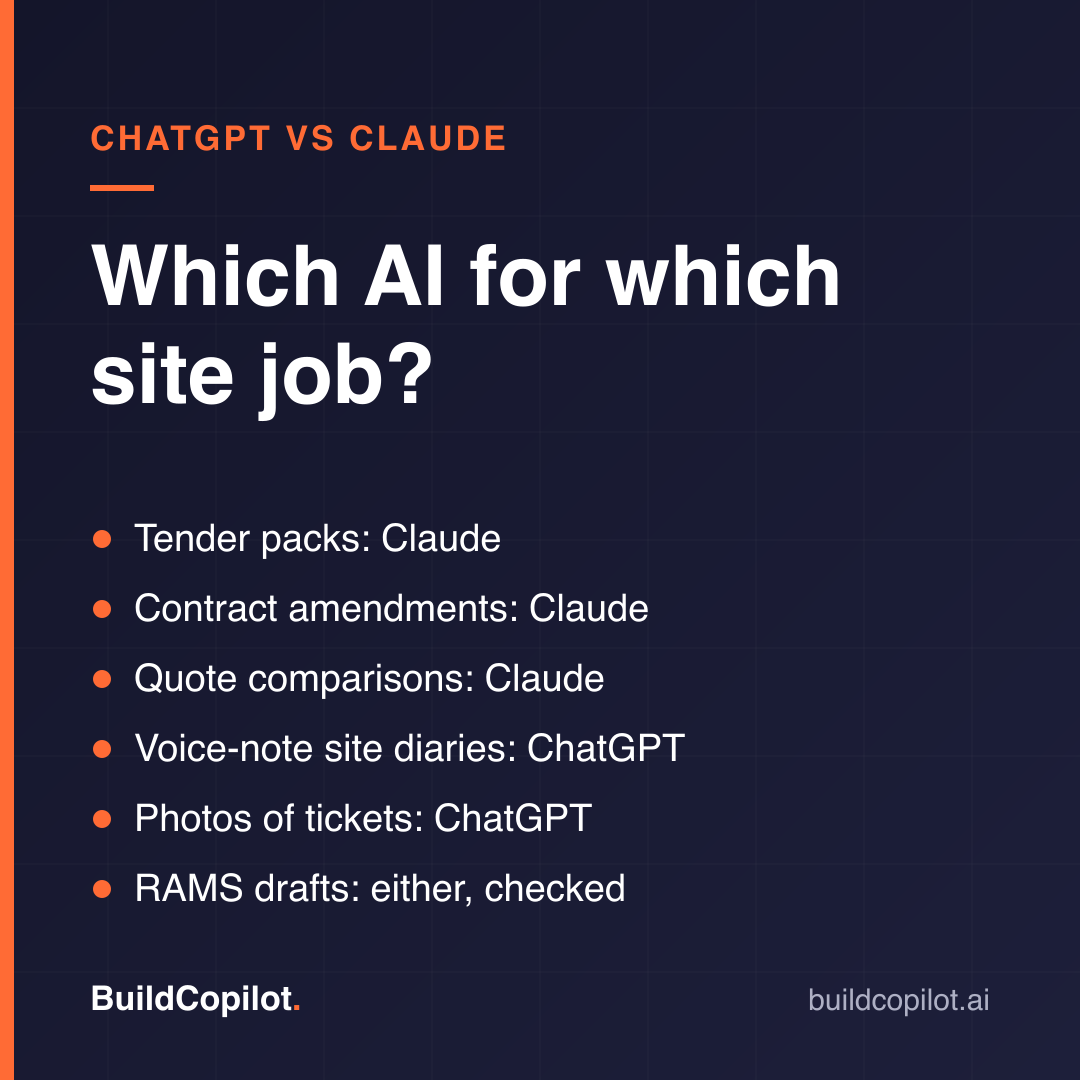 CHATGPT VS CLAUDE
Which AI for which
site job?
Tender packs: Claude
Contract amendments: Claude
Quote comparisons: Claude
Voice-note site diaries: ChatGPT
Photos of tickets: ChatGPT
RAMS drafts: either, checked
BuildCopilot.
buildcopilot.ai